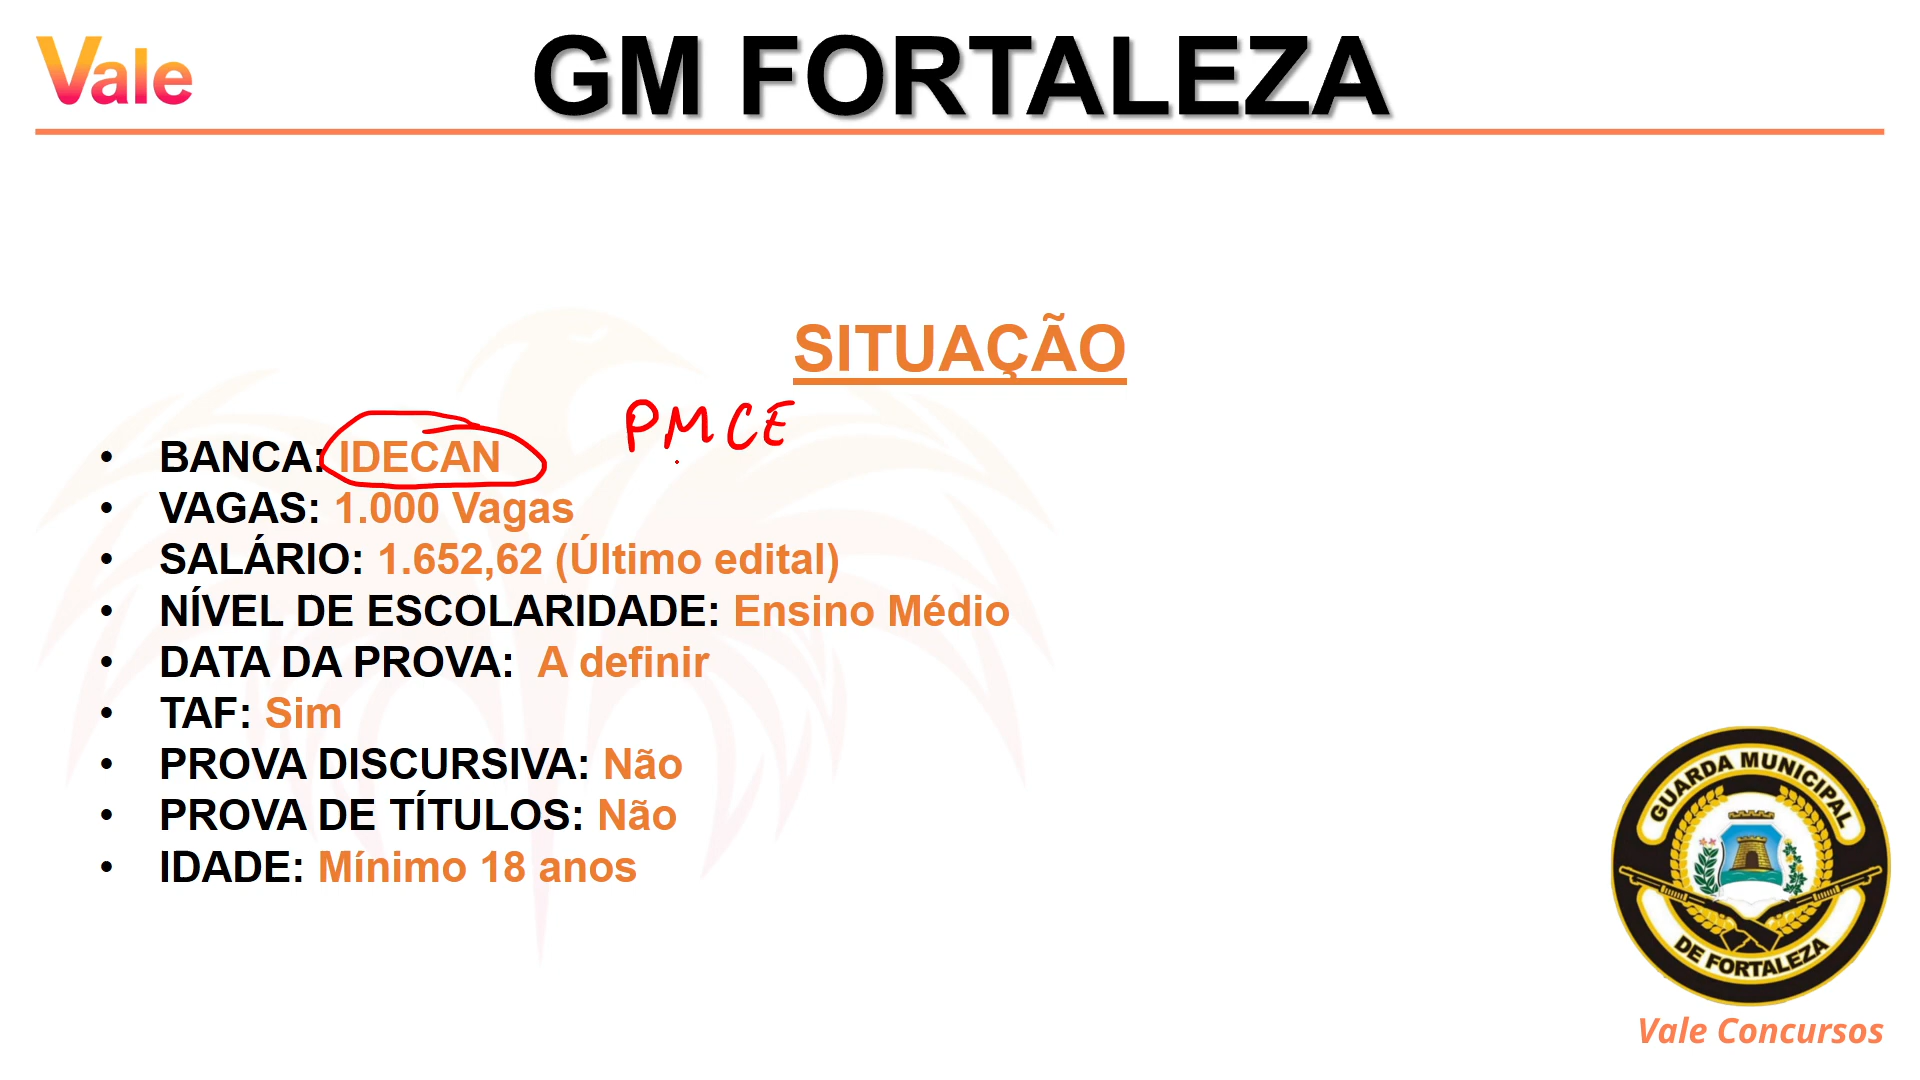 Vale
GM FORTALEZA
SITUAÇÃO
PMCE
• BANCA: IDECAN
• VAGAS: 1.000 Vagas
• SALÁRIO: 1.652,62 (Último edital)
• NÍVEL DE ESCOLARIDADE: Ensino Médio
• DATA DA PROVA: A definir
• TAF: Sim
• PROVA DISCURSIVA: Não
• PROVA DE TÍTULOS: Não
• IDADE: Mínimo 18 anos
GUARDA MUNICIPAL
DE FORTALEZA
Vale Concursos